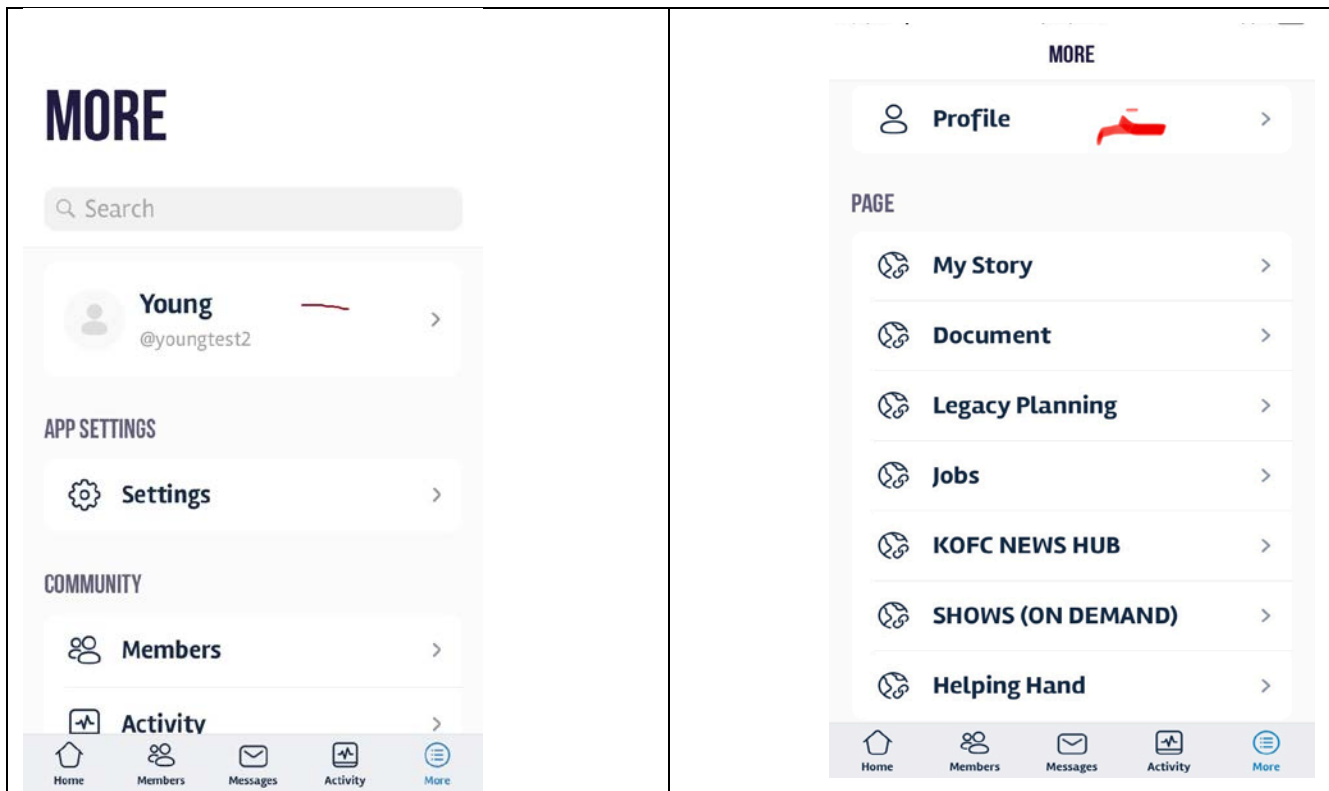 MORE
Search
Young
@youngtest2
APP SETTINGS
Settings
COMMUNITY
Members
Activity
Home Members Messages Activity More
MORE
Profile
PAGE
My Story
Document
Legacy Planning
Jobs
KOFC NEWS HUB
SHOWS (ON DEMAND)
Helping Hand
Home Members Messages Activity More